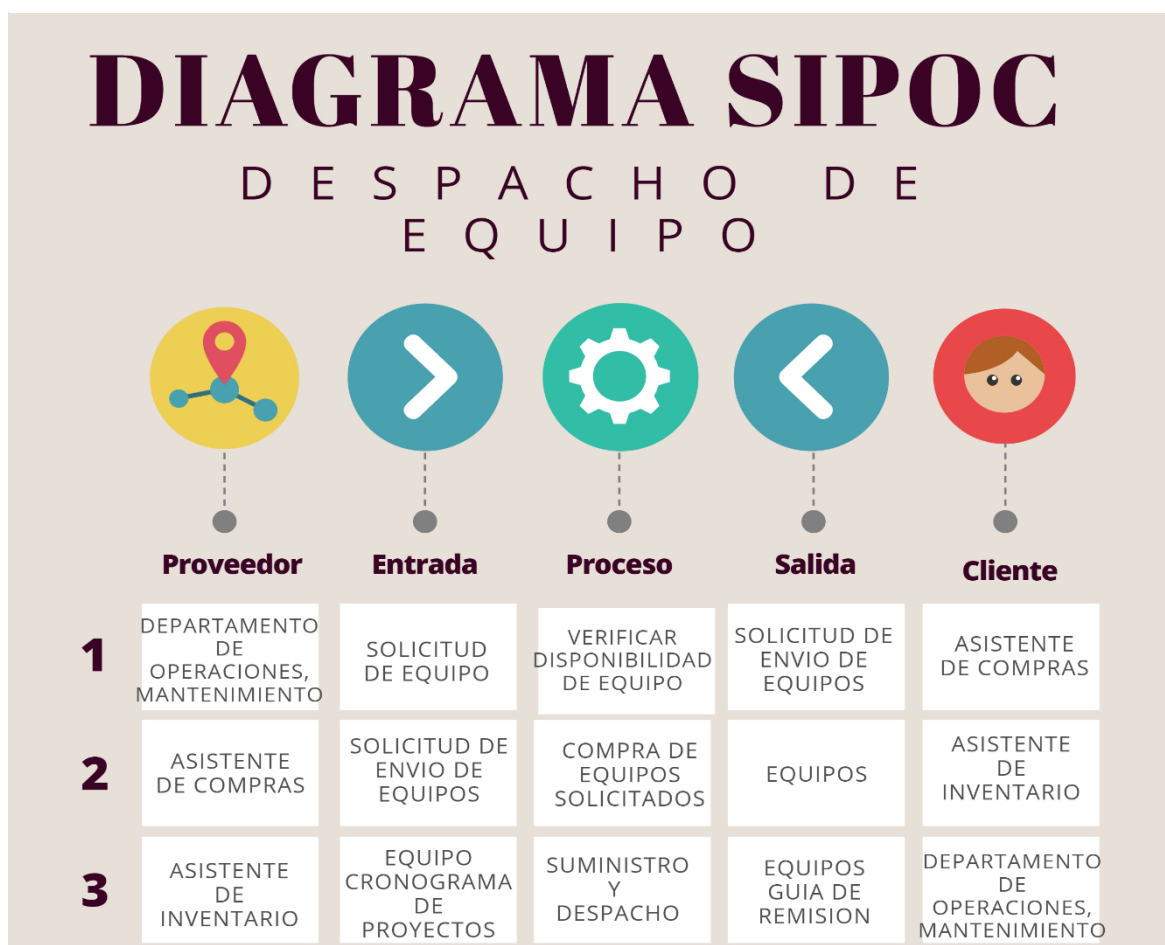 DIAGRAMA SIPOC
DESPACHO DE
EQUIPO
Proveedor
Entrada
Proceso
Salida
Cliente
1
DEPARTAMENTO
DE
OPERACIONES,
MANTENIMIENTO
SOLICITUD
DE EQUIPO
VERIFICAR
DISPONIBILIDAD
DE EQUIPO
SOLICITUD DE
ENVIO DE
EQUIPOS
ASISTENTE
DE COMPRAS
2
ASISTENTE
DE COMPRAS
SOLICITUD DE
ENVIO DE
EQUIPOS
COMPRA DE
EQUIPOS
SOLICITADOS
EQUIPOS
ASISTENTE
DE
INVENTARIO
3
ASISTENTE
DE
INVENTARIO
EQUIPO
CRONOGRAMA
DE
PROYECTOS
SUMINISTRO
Y
DESPACHO
EQUIPOS
GUIA DE
REMISION
DEPARTAMENTO
DE
OPERACIONES,
MANTENIMIENTO